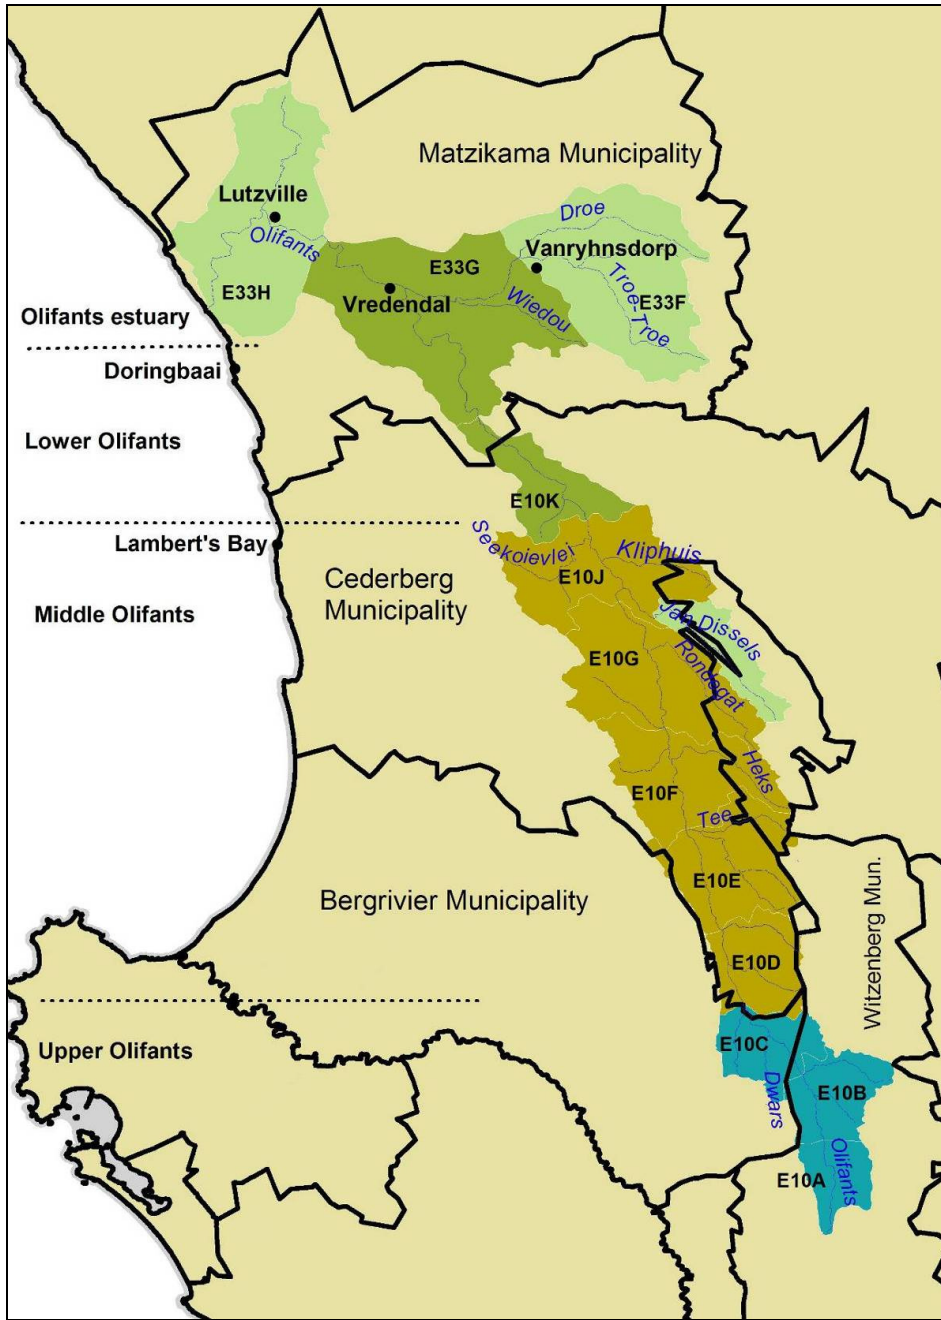 Matzikama Municipality
Lutzville
Droe
Olifants
Vanryhnsdorp
E33G
E33H
Troe-Troe
E33F
Vredendal
Wiedou
Olifants estuary
Doringbaai
Lower Olifants
E10K
Seekoievlei
Lambert's Bay
Kliphuis
E10J
Cederberg
Municipality
Middle Olifants
Jan Dissels
E10G
Rondegat
Heks
E10F
Tee
E10E
Bergrivier Municipality
Witzenberg Mun.
E10D
Upper Olifants
E10C
Dwars
E10B
Olifants
E10A